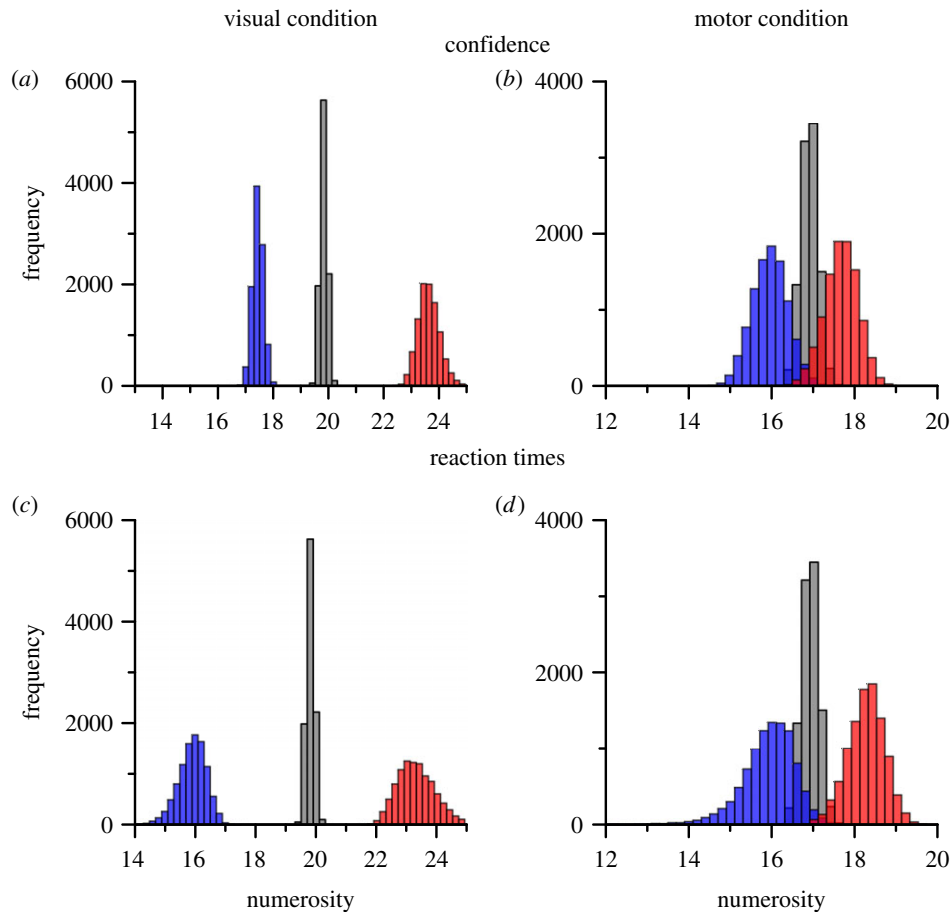 visual condition
motor condition
confidence
(a)
(b)
6000
4000
2000
0
frequency
14 16 18 20 22 24
4000
2000
0
12 14 16 18 20
reaction times
(c)
(d)
6000
4000
2000
0
frequency
14 16 18 20 22 24
numerosity
4000
2000
0
12 14 16 18 20
numerosity